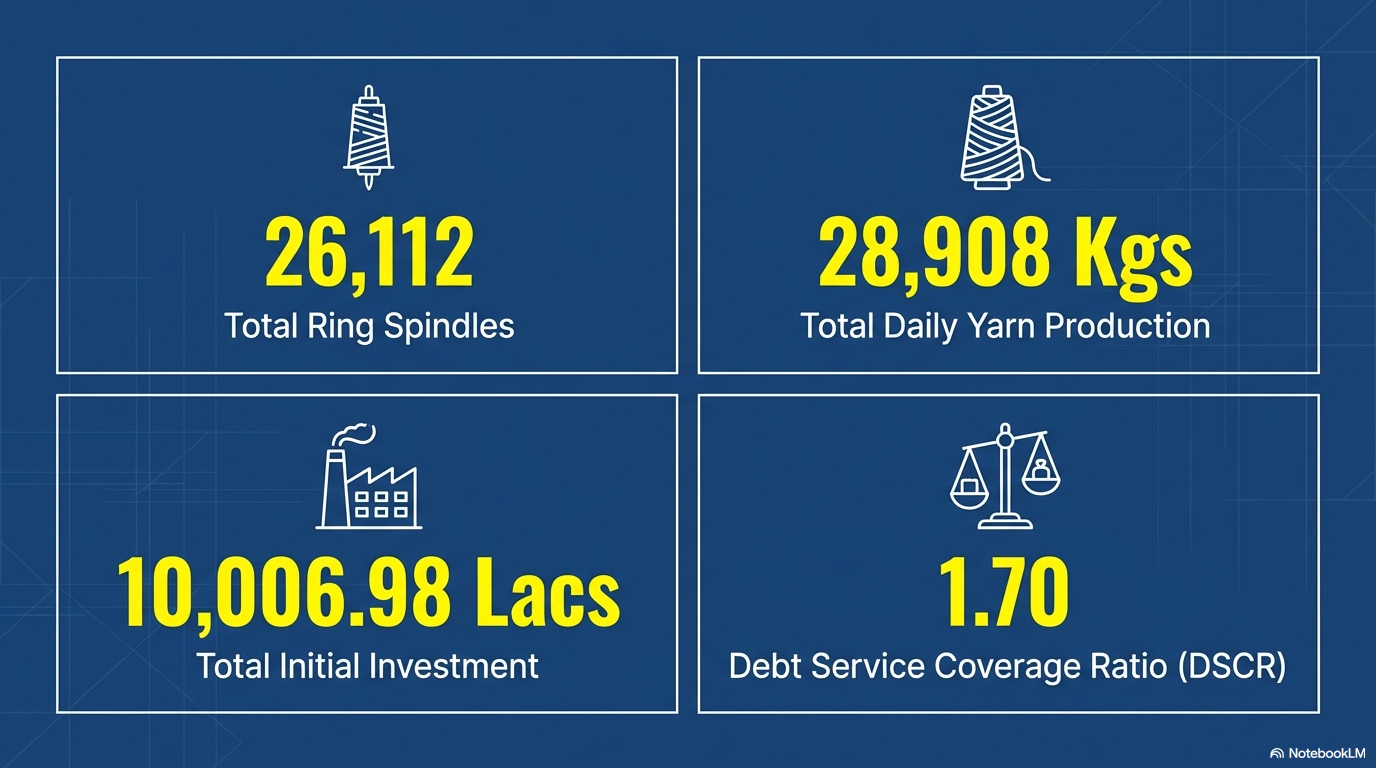 26,112
Total Ring Spindles
28,908 Kgs
Total Daily Yarn Production
10,006.98 Lacs
Total Initial Investment
1.70
Debt Service Coverage Ratio (DSCR)
NotebookLM